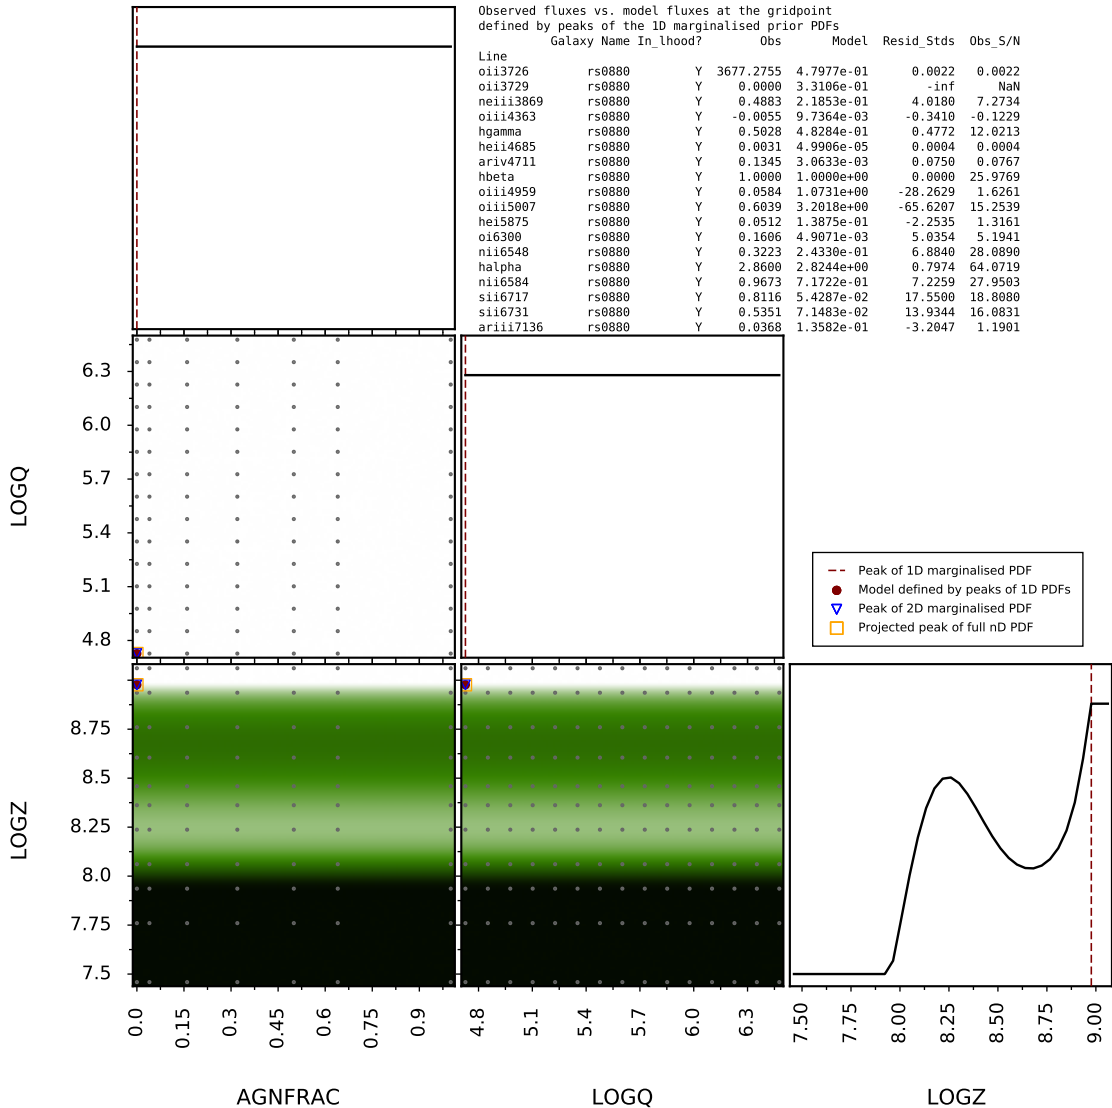 Observed fluxes vs. model fluxes at the gridpoint
defined by peaks of the 1D marginalised prior PDFs
Galaxy Name In_lhood? Obs Model Resid_Stds Obs_S/N
Line
oii3726 rs0880 Y 3677.2755 4.7977e-01 0.0022 0.0022
oii3729 rs0880 Y 0.0000 3.3106e-01 -inf NaN
neiii3869 rs0880 Y 0.4883 2.1853e-01 4.0180 7.2734
oiii4363 rs0880 Y -0.0055 9.7364e-03 -0.3410 -0.1229
hgamma rs0880 Y 0.5028 4.8284e-01 0.4772 12.0213
heii4685 rs0880 Y 0.0031 4.9906e-05 0.0004 0.0004
ariv4711 rs0880 Y 0.1345 3.0633e-03 0.0750 0.0767
hbeta rs0880 Y 1.0000 1.0000e+00 0.0000 25.9769
oiii4959 rs0880 Y 0.0584 1.0731e+00 -28.2629 1.6261
oiii5007 rs0880 Y 0.6039 3.2018e+00 -65.6207 15.2539
hei5875 rs0880 Y 0.0512 1.3875e-01 -2.2535 1.3161
oi6300 rs0880 Y 0.1606 4.9071e-03 5.0354 5.1941
nii6548 rs0880 Y 0.3223 2.4330e-01 6.8840 28.0890
halpha rs0880 Y 2.8600 2.8244e+00 0.7974 64.0719
nii6584 rs0880 Y 0.9673 7.1722e-01 7.2259 27.9503
sii6717 rs0880 Y 0.8116 5.4287e-02 17.5500 18.8080
sii6731 rs0880 Y 0.5351 7.1483e-02 13.9344 16.0831
ariii7136 rs0880 Y 0.0368 1.3582e-01 -3.2047 1.1901
LOGQ
6.3
6.0
5.7
5.4
5.1
4.8
Peak of 1D marginalised PDF
Model defined by peaks of 1D PDFs
Peak of 2D marginalised PDF
Projected peak of full nD PDF
LOGZ
8.75
8.5
8.25
8.0
7.75
7.5
0.0 0.15 0.3 0.45 0.6 0.75 0.9
4.8 5.1 5.4 5.7 6.0 6.3
7.50 7.75 8.00 8.25 8.50 8.75 9.00
AGNFRAC LOGQ LOGZ